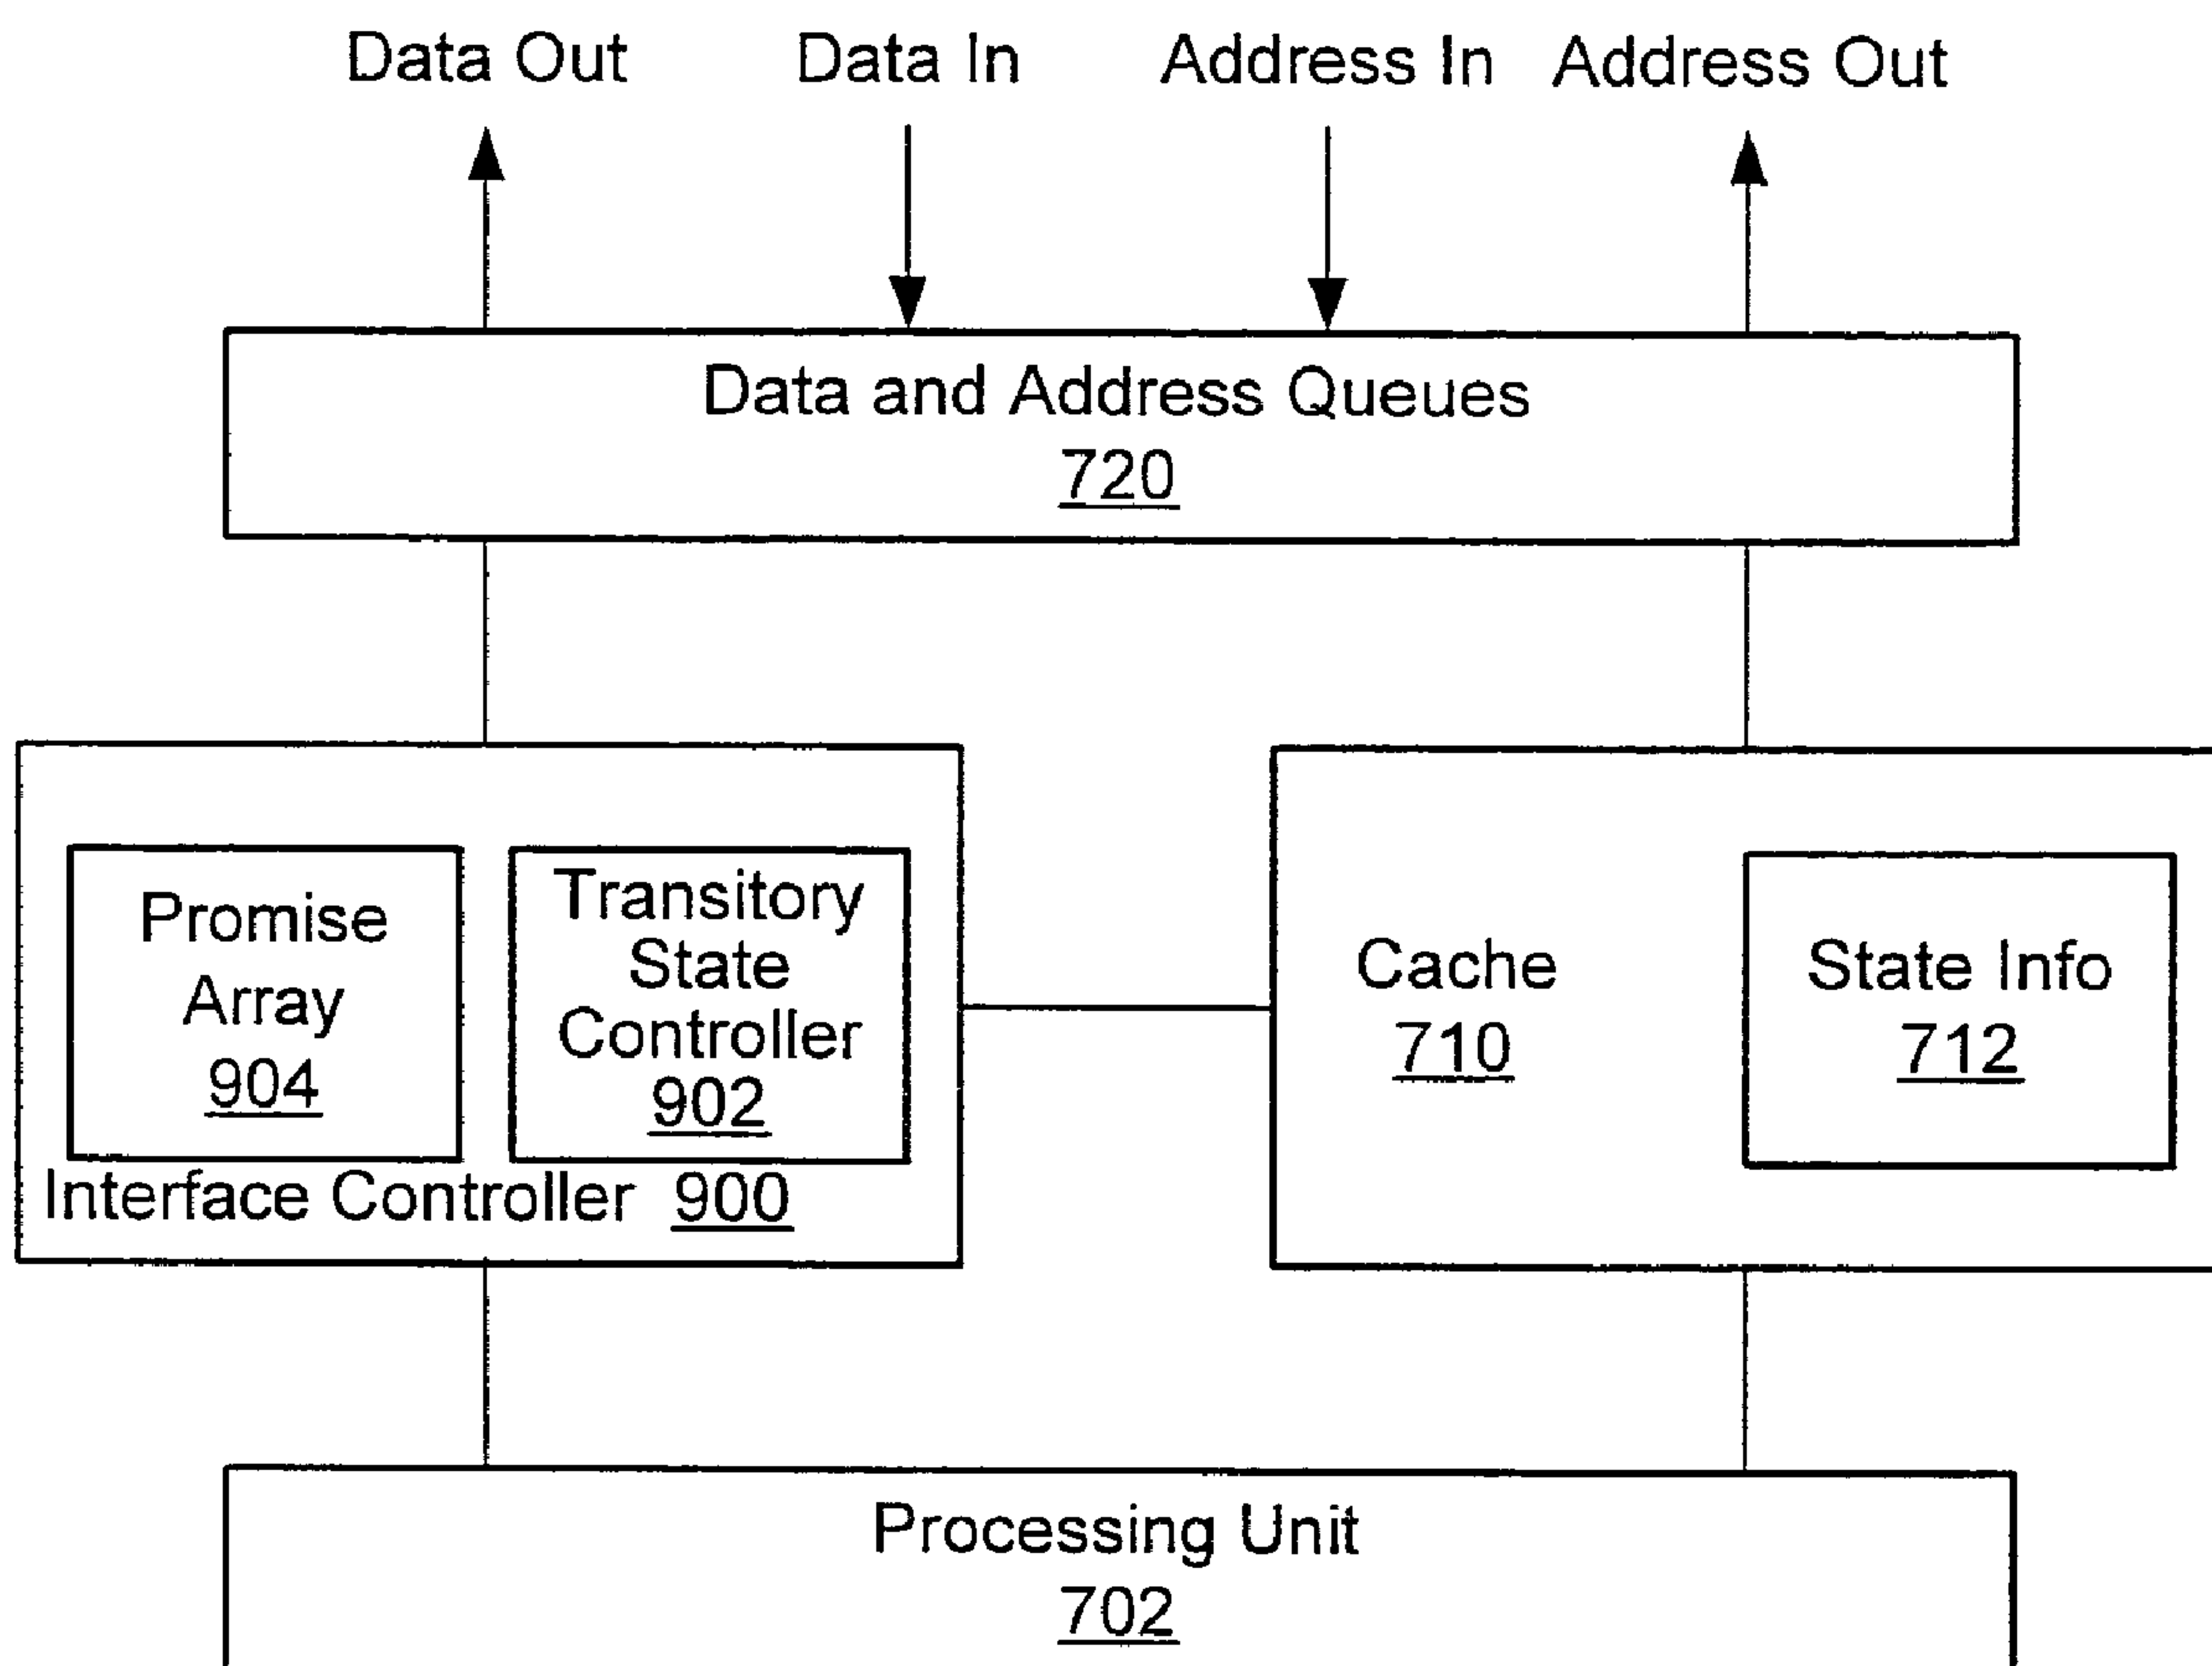 Data Out
Data In
Address In
Address Out
Data and Address Queues
720
Promise
Array
904
Transitory
State
Controller
902
Interface Controller 900
Cache
710
State Info
712
Processing Unit
702